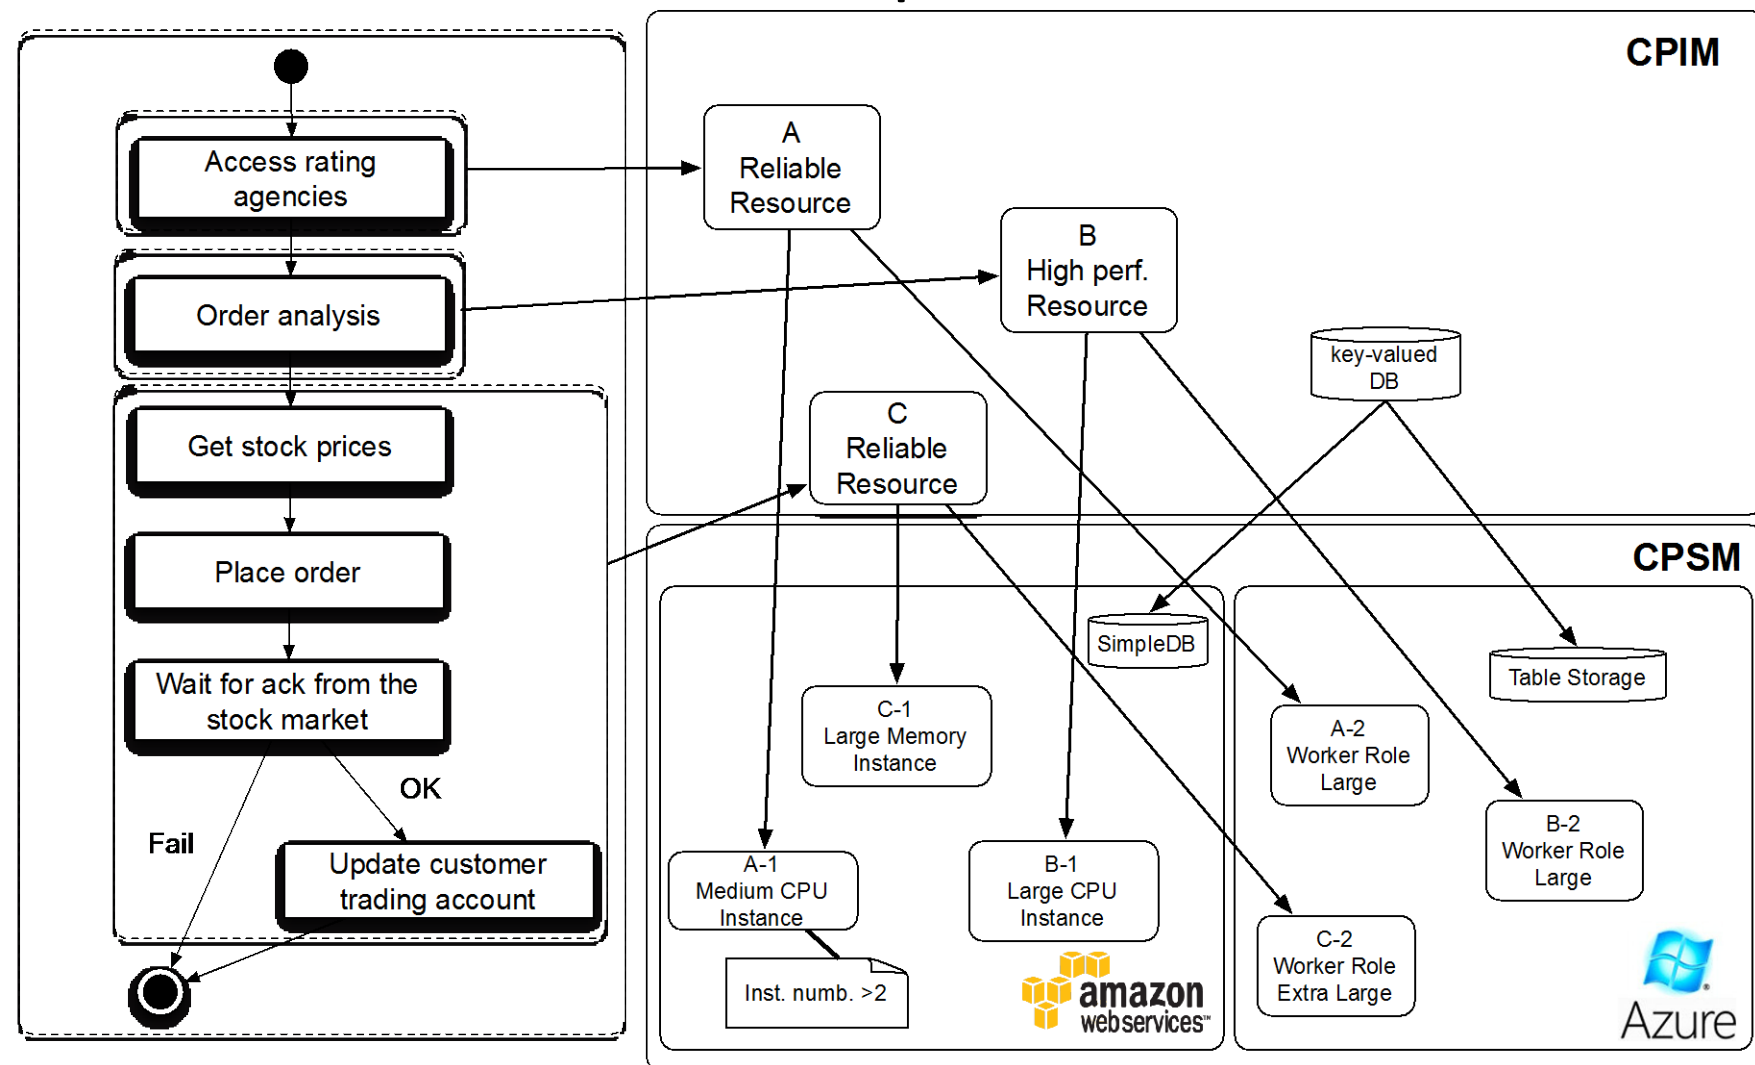 CPIM
Access rating
agencies
Order analysis
Get stock prices
Place order
Wait for ack from the
stock market
OK
Fail
Update customer
trading account
A
Reliable
Resource
B
High perf.
Resource
key-valued
DB
C
Reliable
Resource
CPSM
SimpleDB
Table Storage
C-1
Large Memory
Instance
A-2
Worker Role
Large
B-2
Worker Role
Large
A-1
Medium CPU
Instance
B-1
Large CPU
Instance
C-2
Worker Role
Extra Large
Inst. numb. >2
amazon
webservices™
Azure